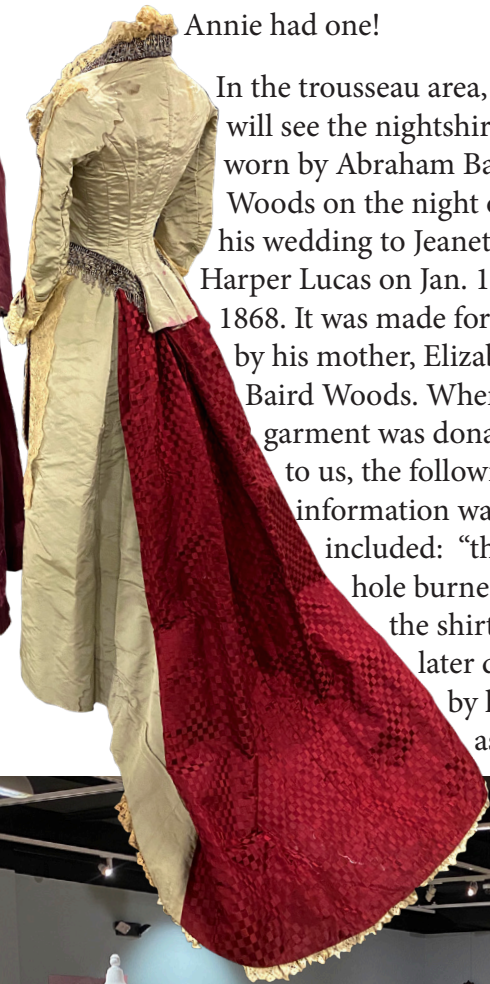 Annie had one!
In the trousseau area,
will see the nightshir
worn by Abraham Ba
Woods on the night
his wedding to Jeanet
Harper Lucas on Jan. 1
1868. It was made for
by his mother, Elizab
Baird Woods. Whe
garment was dona
to us, the follow
information wa
included: “th
hole burne
the shirt
later
by
as